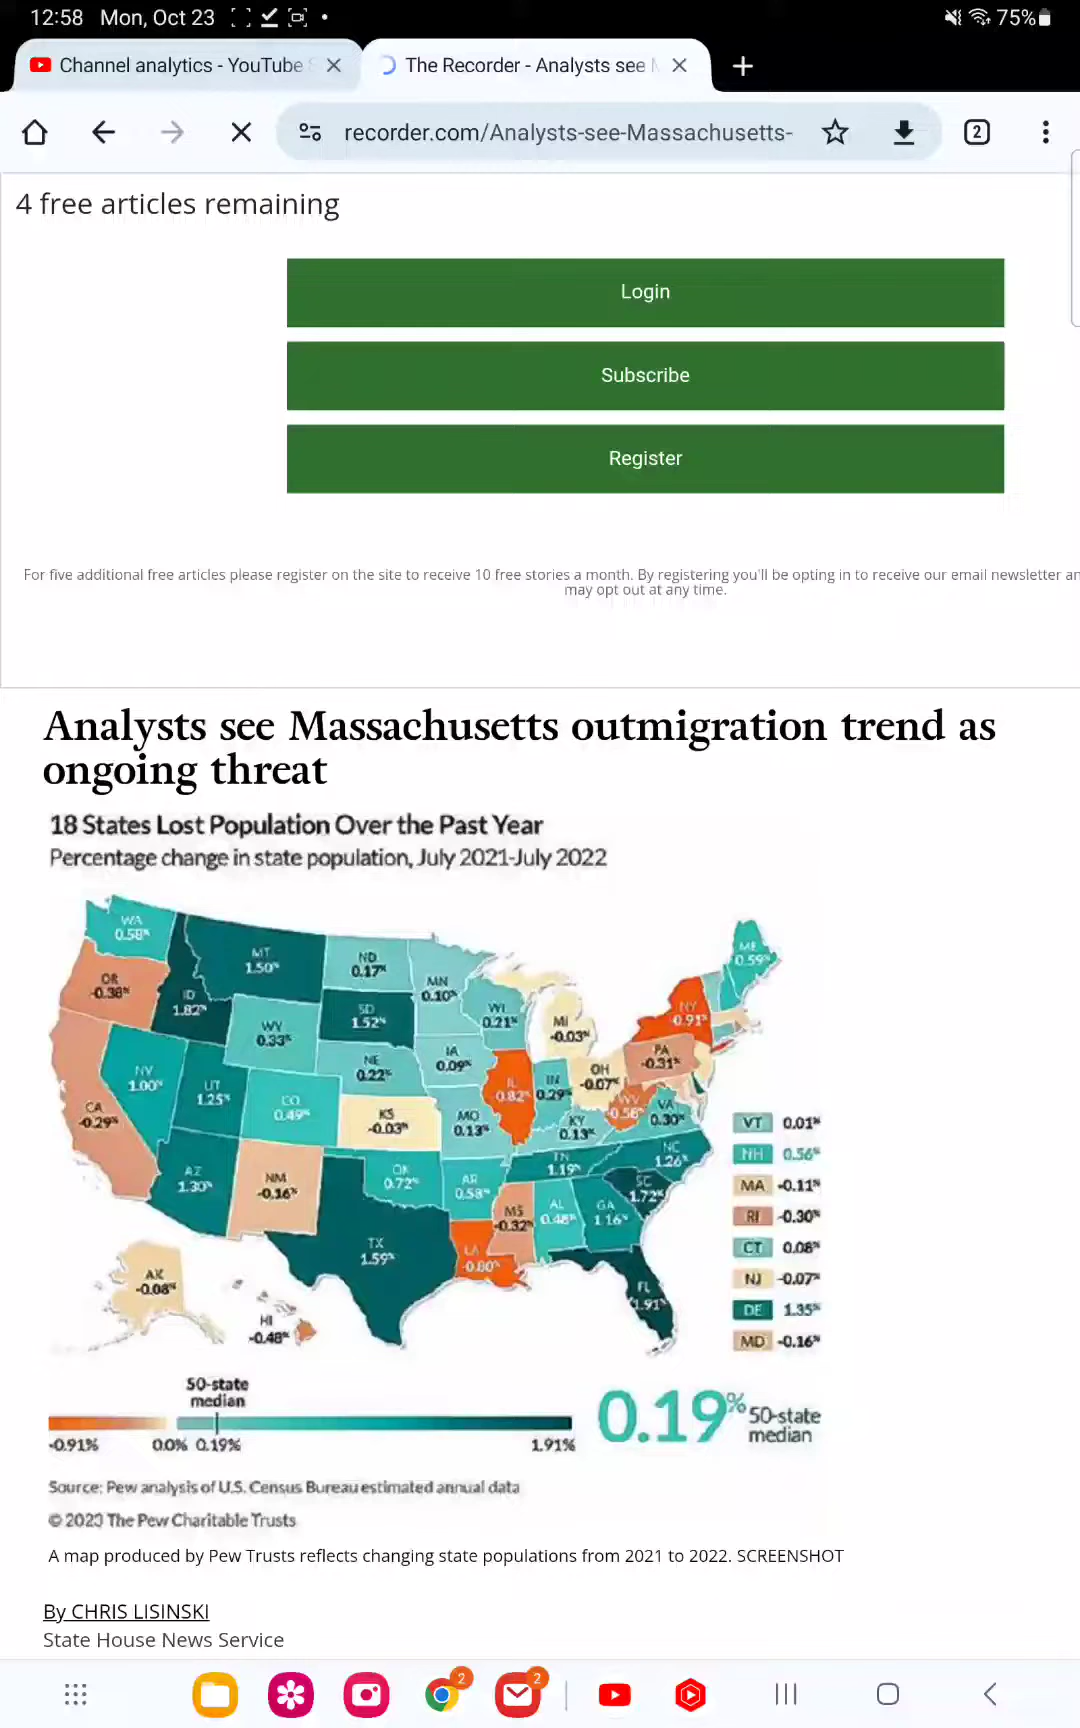 12:58 Mon, Oct 23
75%
Channel analytics - YouTube S
The Recorder - Analysts see M
recorder.com/Analysts-see-Massachusetts-
2
4 free articles remaining
Login
Subscribe
Register
For five additional free articles please register on the site to receive 10 free stories a month. By registering you'll be opting in to receive our email newsletter an
may opt out at any time.
Analysts see Massachusetts outmigration trend as
ongoing threat
18 States Lost Population Over the Past Year
Percentage change in state population, July 2021-July 2022
WA
0.58%
OR
-0.38%
CA
-0.29%
ID
1.82%
MT
1.50%
NV
1.00%
UT
1.25%
WY
0.33%
CO
0.49%
AZ
1.30%
NM
-0.16%
ND
0.17%
SD
1.52%
NE
0.22%
KS
-0.03%
OK
0.72%
TX
1.59%
MN
0.10%
IA
0.09%
MO
0.13%
AR
0.58%
LA
-0.80%
WI
0.21%
IL
-0.82%
MI
-0.03%
IN
0.29%
OH
-0.07%
KY
0.13%
TN
1.19%
MS
-0.32%
AL
0.48%
GA
1.16%
FL
1.91%
SC
1.72%
NC
1.26%
VA
0.30%
WV
-0.58%
PA
-0.31%
NY
0.91%
ME
0.59%
AK
-0.08%
HI
-0.48%
VT 0.01%
NH 0.56%
MA -0.11%
RI -0.30%
CT 0.08%
NJ -0.07%
DE 1.35%
MD -0.16%
50-state
median
-0.91% 0.0% 0.19% 1.91%
0.19% 50-state
median
Source: Pew analysis of U.S. Census Bureau estimated annual data
© 2023 The Pew Charitable Trusts
A map produced by Pew Trusts reflects changing state populations from 2021 to 2022. SCREENSHOT
By CHRIS LISINSKI
State House News Service
2
2